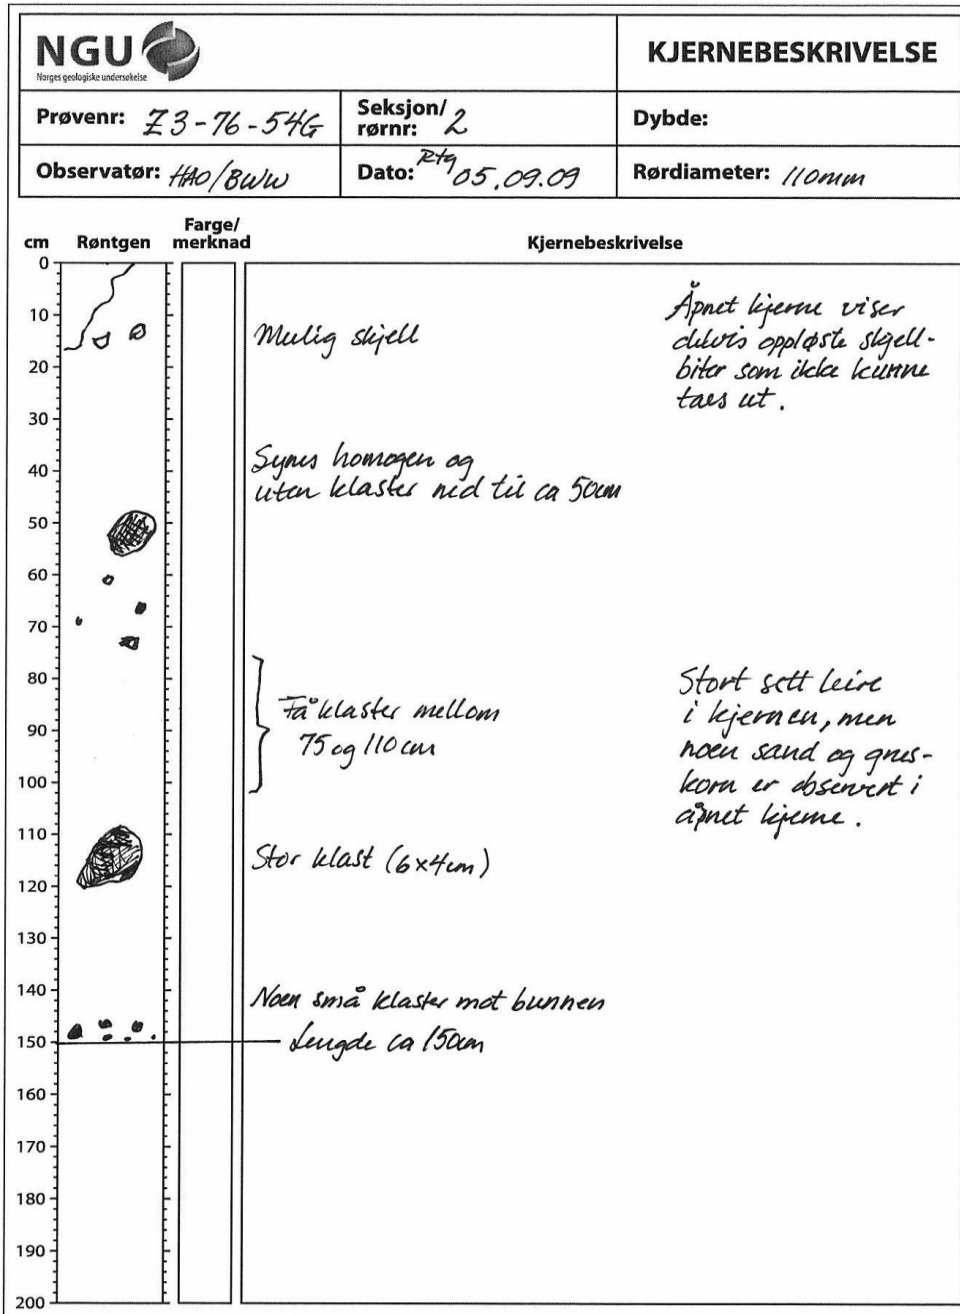 NGU
Norges geologiske undersøkelse
KJERNEBESKRIVELSE
Prøvenr: Z3-76-54G
Seksjon/
rørnr: 2
Dybde:
Observatør: HAO/BWW
Dato: Rtg 05.09.09
Rørdiameter: 110mm
cm
Røntgen
Farge/
merknad
Kjernebeskrivelse
0
10
20
30
40
50
60
70
80
90
100
110
120
130
140
150
160
170
180
190
200
Mulig skjell
Åpnet kjerne viser
delvis oppløste skjell-
biter som ikke kunne
taes ut.
Synes homogen og
uten klaster ned til ca 50cm
Få klaster mellom
75 og 110 cm
Stort sett leire
i kjernen, men
noen sand og grus-
korn er observert i
åpnet kjerne.
Stor klast (6x4cm)
Noen små klaster mot bunnen
Lengde ca 150cm